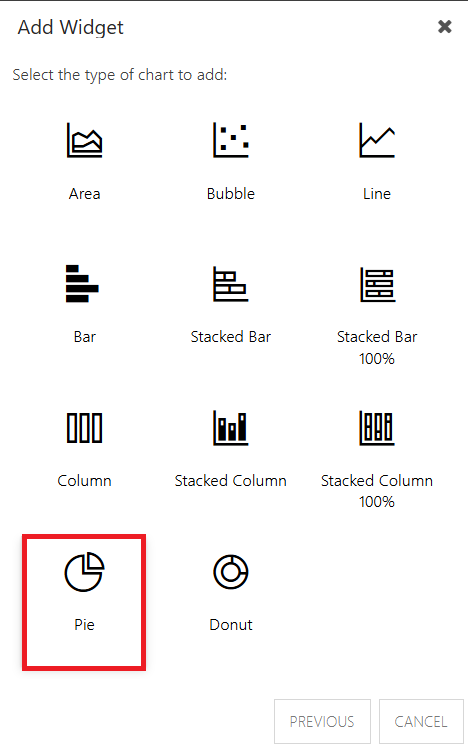 Add Widget
Select the type of chart to add:
Area
Bubble
Line
Bar
Stacked Bar
Stacked Bar
100%
Column
Stacked Column
Stacked Column
100%
Pie
Donut
PREVIOUS
CANCEL